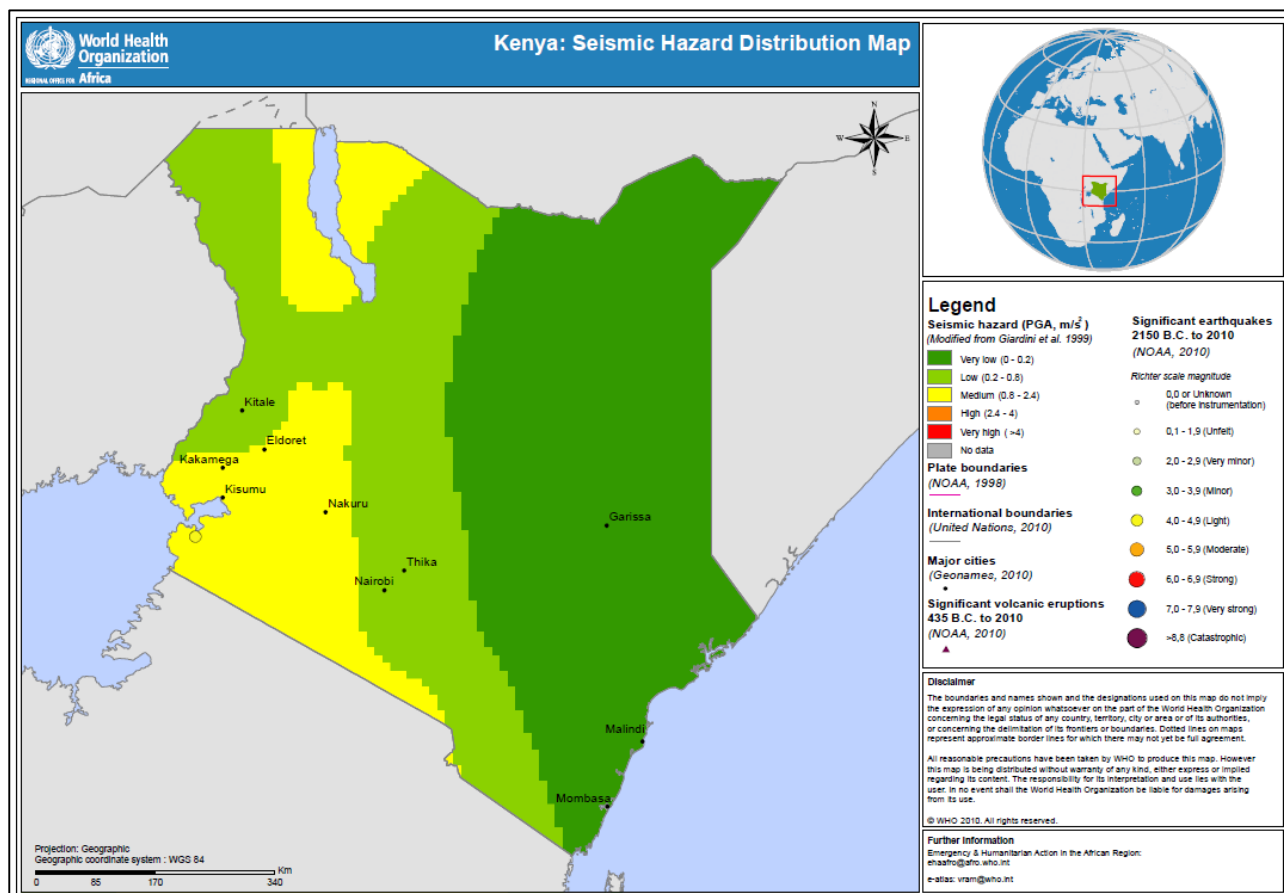 World Health
Organization
REGIONAL OFFICE FOR Africa
Kenya: Seismic Hazard Distribution Map
N
W E
S
Kitale
Eldoret
Kakamega
Kisumu
Nakuru
Garissa
Thika
Nairobi
Malindi
Mombasa
Projection: Geographic
Geographic coordinate system : WGS 84
Km
0 85 170 340
Legend
Seismic hazard (PGA, m/s²)
(Modified from Giardini et al. 1999)
Very low (0 - 0.2)
Low (0.2 - 0.8)
Medium (0.8 - 2.4)
High (2.4 - 4)
Very high ( >4)
No data
Plate boundaries
(NOAA, 1998)
International boundaries
(United Nations, 2010)
Major cities
(Geonames, 2010)
Significant volcanic eruptions
435 B.C. to 2010
(NOAA, 2010)
Significant earthquakes
2150 B.C. to 2010
(NOAA, 2010)
Richter scale magnitude
0,0 or Unknown
(before instrumentation)
0,1 - 1,9 (Unfelt)
2,0 - 2,9 (Very minor)
3,0 - 3,9 (Minor)
4,0 - 4,9 (Light)
5,0 - 5,9 (Moderate)
6,0 - 6,9 (Strong)
7,0 - 7,9 (Very strong)
>8,8 (Catastrophic)
Disclaimer
The boundaries and names shown and the designations used on this map do not imply
the expression of any opinion whatsoever on the part of the World Health Organization
concerning the legal status of any country, territory, city or area or of its authorities,
or concerning the delimitation of its frontiers or boundaries. Dotted lines on maps
represent approximate border lines for which there may not yet be full agreement.
All reasonable precautions have been taken by WHO to produce this map. However
this map is being distributed without warranty of any kind, either express or implied
regarding its content. The responsibility for its interpretation and use lies with the
user. In no event shall the World Health Organization be liable for damages arising
from its use.
© WHO 2010. All rights reserved.
Further Information
Emergency & Humanitarian Action in the African Region:
ehaafro@afro.who.int
e-atlas: vram@who.int